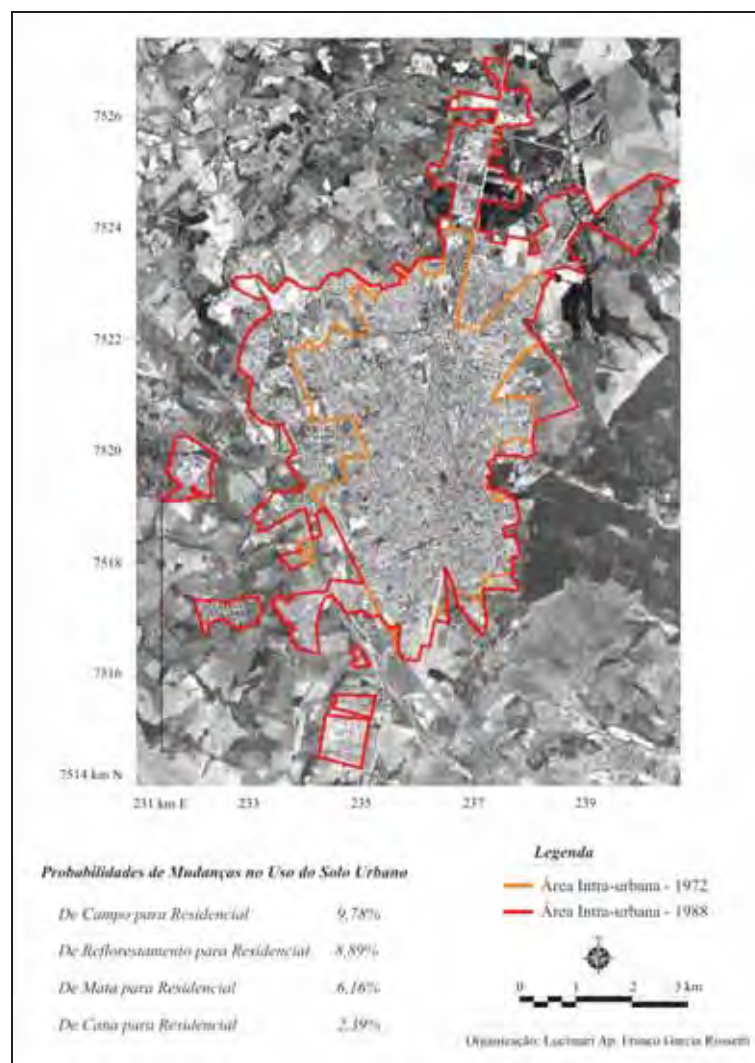 7526
7524
7522
7520
7518
7516
7514 km N
231 km E 233 235 237 239
Probabilidades de Mudanças no Uso do Solo Urbano
De Campo para Residencial 9,78%
De Reflorestamento para Residencial 8,89%
De Mata para Residencial 6,16%
De Cana para Residencial 2,39%
Legenda
Área Intra-urbana - 1972
Área Intra-urbana - 1988
0 1 2 3 km
Organização: Lucimari Ap. Franco Garcia Rossetti